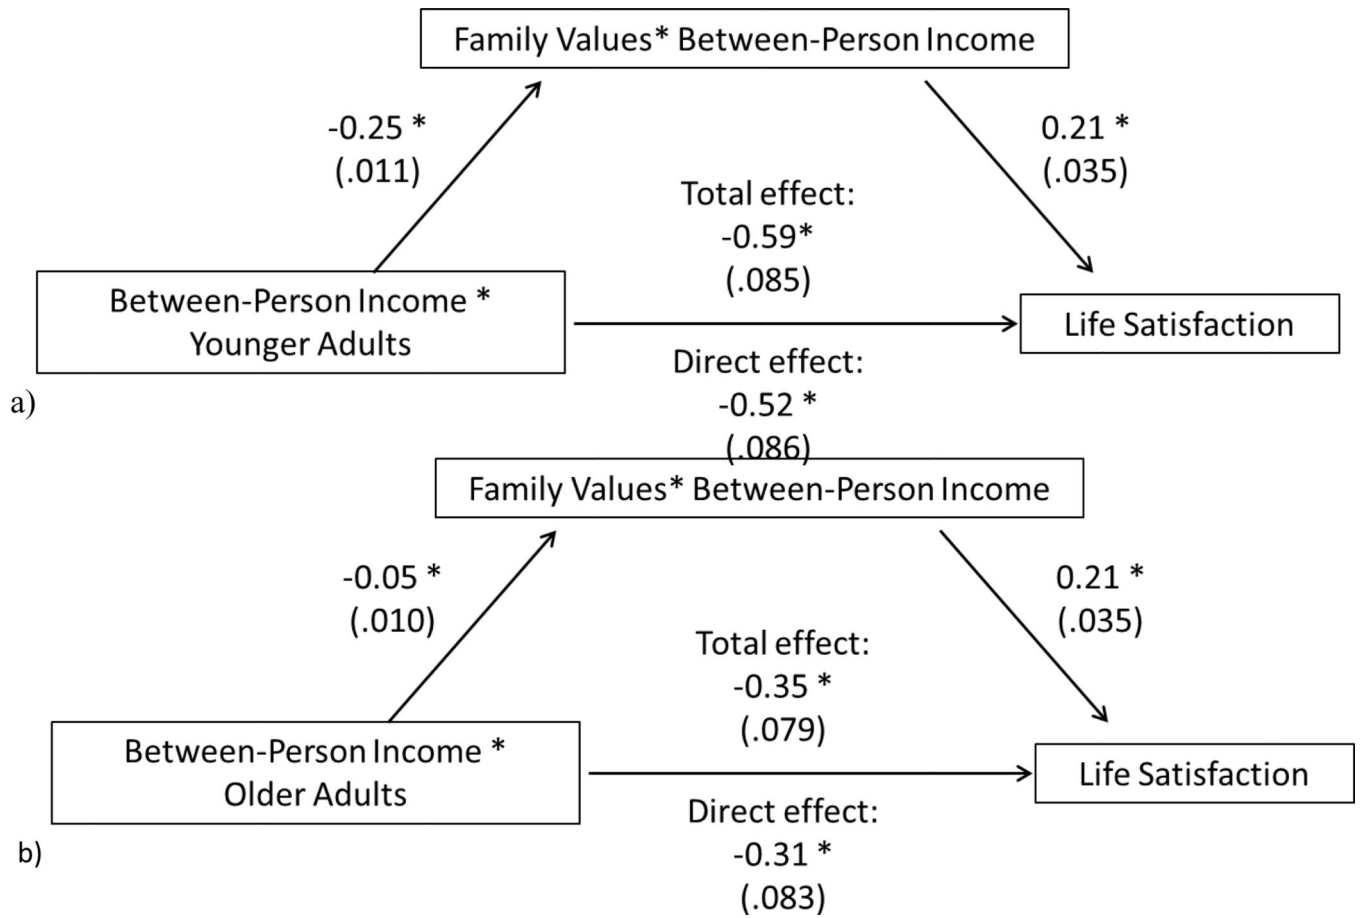 Family Values* Between-Person Income
-0.25 *
(.011)
0.21 *
(.035)
Total effect:
-0.59*
(.085)
Between-Person Income *
Younger Adults
Life Satisfaction
Direct effect:
-0.52 *
(.086)
a)
Family Values* Between-Person Income
-0.05 *
(.010)
0.21 *
(.035)
Total effect:
-0.35 *
(.079)
Between-Person Income *
Older Adults
Life Satisfaction
Direct effect:
-0.31 *
(.083)
b)